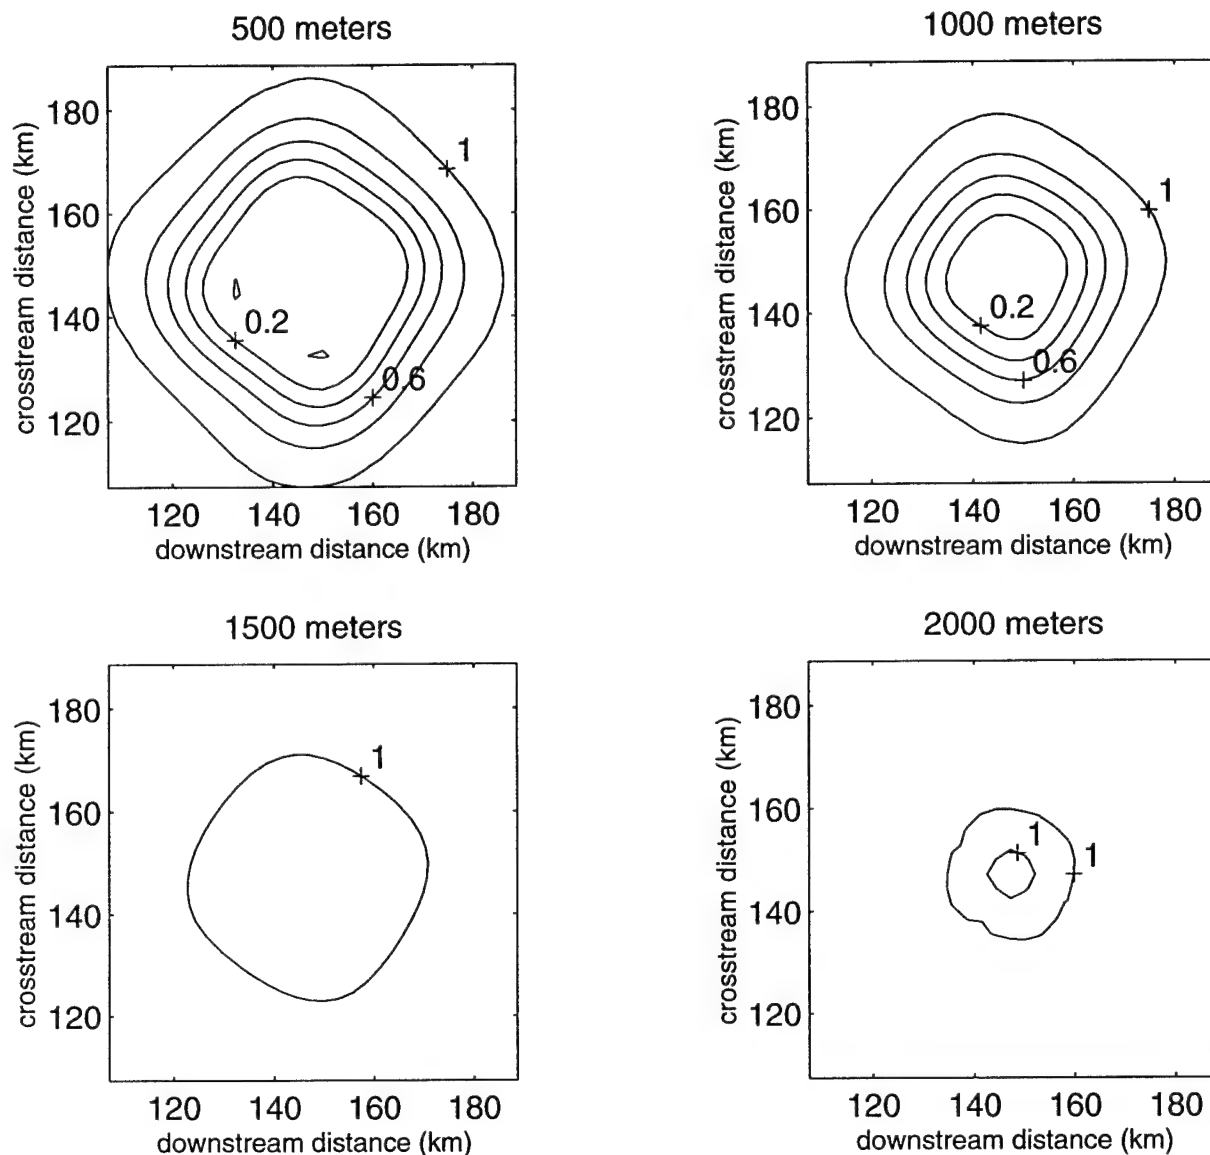 500 meters
crosstream distance (km)
180
160
140
120
1
0.2
0.6
120 140 160 180
downstream distance (km)
1000 meters
crosstream distance (km)
180
160
140
120
1
0.2
0.6
120 140 160 180
downstream distance (km)
1500 meters
crosstream distance (km)
180
160
140
120
1
120 140 160 180
downstream distance (km)
2000 meters
crosstream distance (km)
180
160
140
120
1
1
120 140 160 180
downstream distance (km)